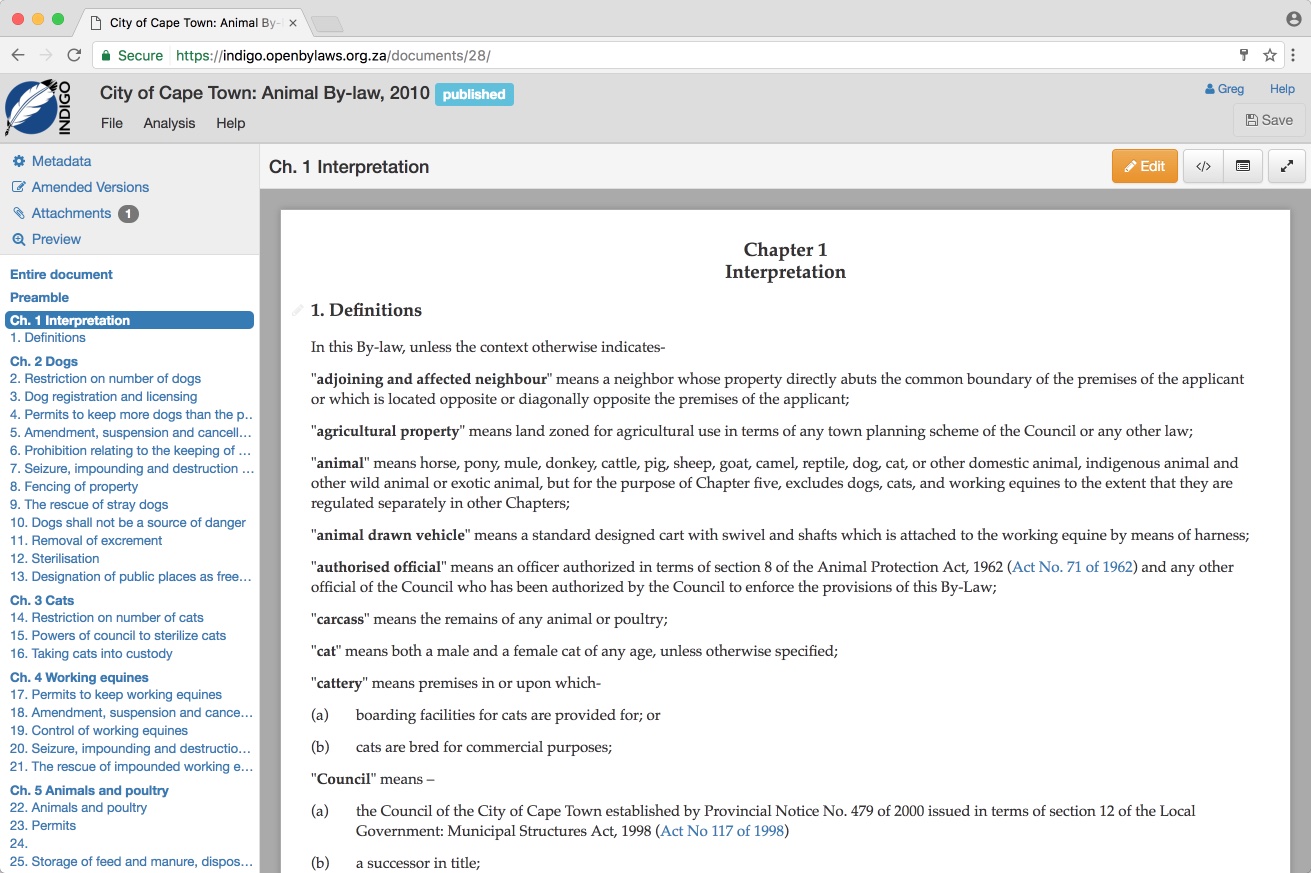 City of Cape Town: Animal By-
Secure https://indigo.openbylaws.org.za/documents/28/
INDIGO
City of Cape Town: Animal By-law, 2010 published
Greg Help
File Analysis Help
Save
Metadata
Amended Versions
Attachments 1
Preview
Entire document
Preamble
Ch. 1 Interpretation
1. Definitions
Ch. 2 Dogs
2. Restriction on number of dogs
3. Dog registration and licensing
4. Permits to keep more dogs than the p..
5. Amendment, suspension and cancell...
6. Prohibition relating to the keeping of ...
7. Seizure, impounding and destruction ...
8. Fencing of property
9. The rescue of stray dogs
10. Dogs shall not be a source of danger
11. Removal of excrement
12. Sterilisation
13. Designation of public places as free...
Ch. 3 Cats
14. Restriction on number of cats
15. Powers of council to sterilize cats
16. Taking cats into custody
Ch. 4 Working equines
17. Permits to keep working equines
18. Amendment, suspension and cance...
19. Control of working equines
20. Seizure, impounding and destructio...
21. The rescue of impounded working e...
Ch. 5 Animals and poultry
22. Animals and poultry
23. Permits
24.
25. Storage of feed and manure, dispos...
Ch. 1 Interpretation
Edit </>
Chapter 1
Interpretation
1. Definitions
In this By-law, unless the context otherwise indicates-
"adjoining and affected neighbour" means a neighbor whose property directly abuts the common boundary of the premises of the applicant
or which is located opposite or diagonally opposite the premises of the applicant;
"agricultural property" means land zoned for agricultural use in terms of any town planning scheme of the Council or any other law;
"animal" means horse, pony, mule, donkey, cattle, pig, sheep, goat, camel, reptile, dog, cat, or other domestic animal, indigenous animal and
other wild animal or exotic animal, but for the purpose of Chapter five, excludes dogs, cats, and working equines to the extent that they are
regulated separately in other Chapters;
"animal drawn vehicle" means a standard designed cart with swivel and shafts which is attached to the working equine by means of harness;
"authorised official" means an officer authorized in terms of section 8 of the Animal Protection Act, 1962 (Act No. 71 of 1962) and any other
official of the Council who has been authorized by the Council to enforce the provisions of this By-Law;
"carcass" means the remains of any animal or poultry;
"cat" means both a male and a female cat of any age, unless otherwise specified;
"cattery" means premises in or upon which-
(a) boarding facilities for cats are provided for; or
(b) cats are bred for commercial purposes;
"Council" means –
(a) the Council of the City of Cape Town established by Provincial Notice No. 479 of 2000 issued in terms of section 12 of the Local
Government: Municipal Structures Act, 1998 (Act No 117 of 1998)
(b) a successor in title;